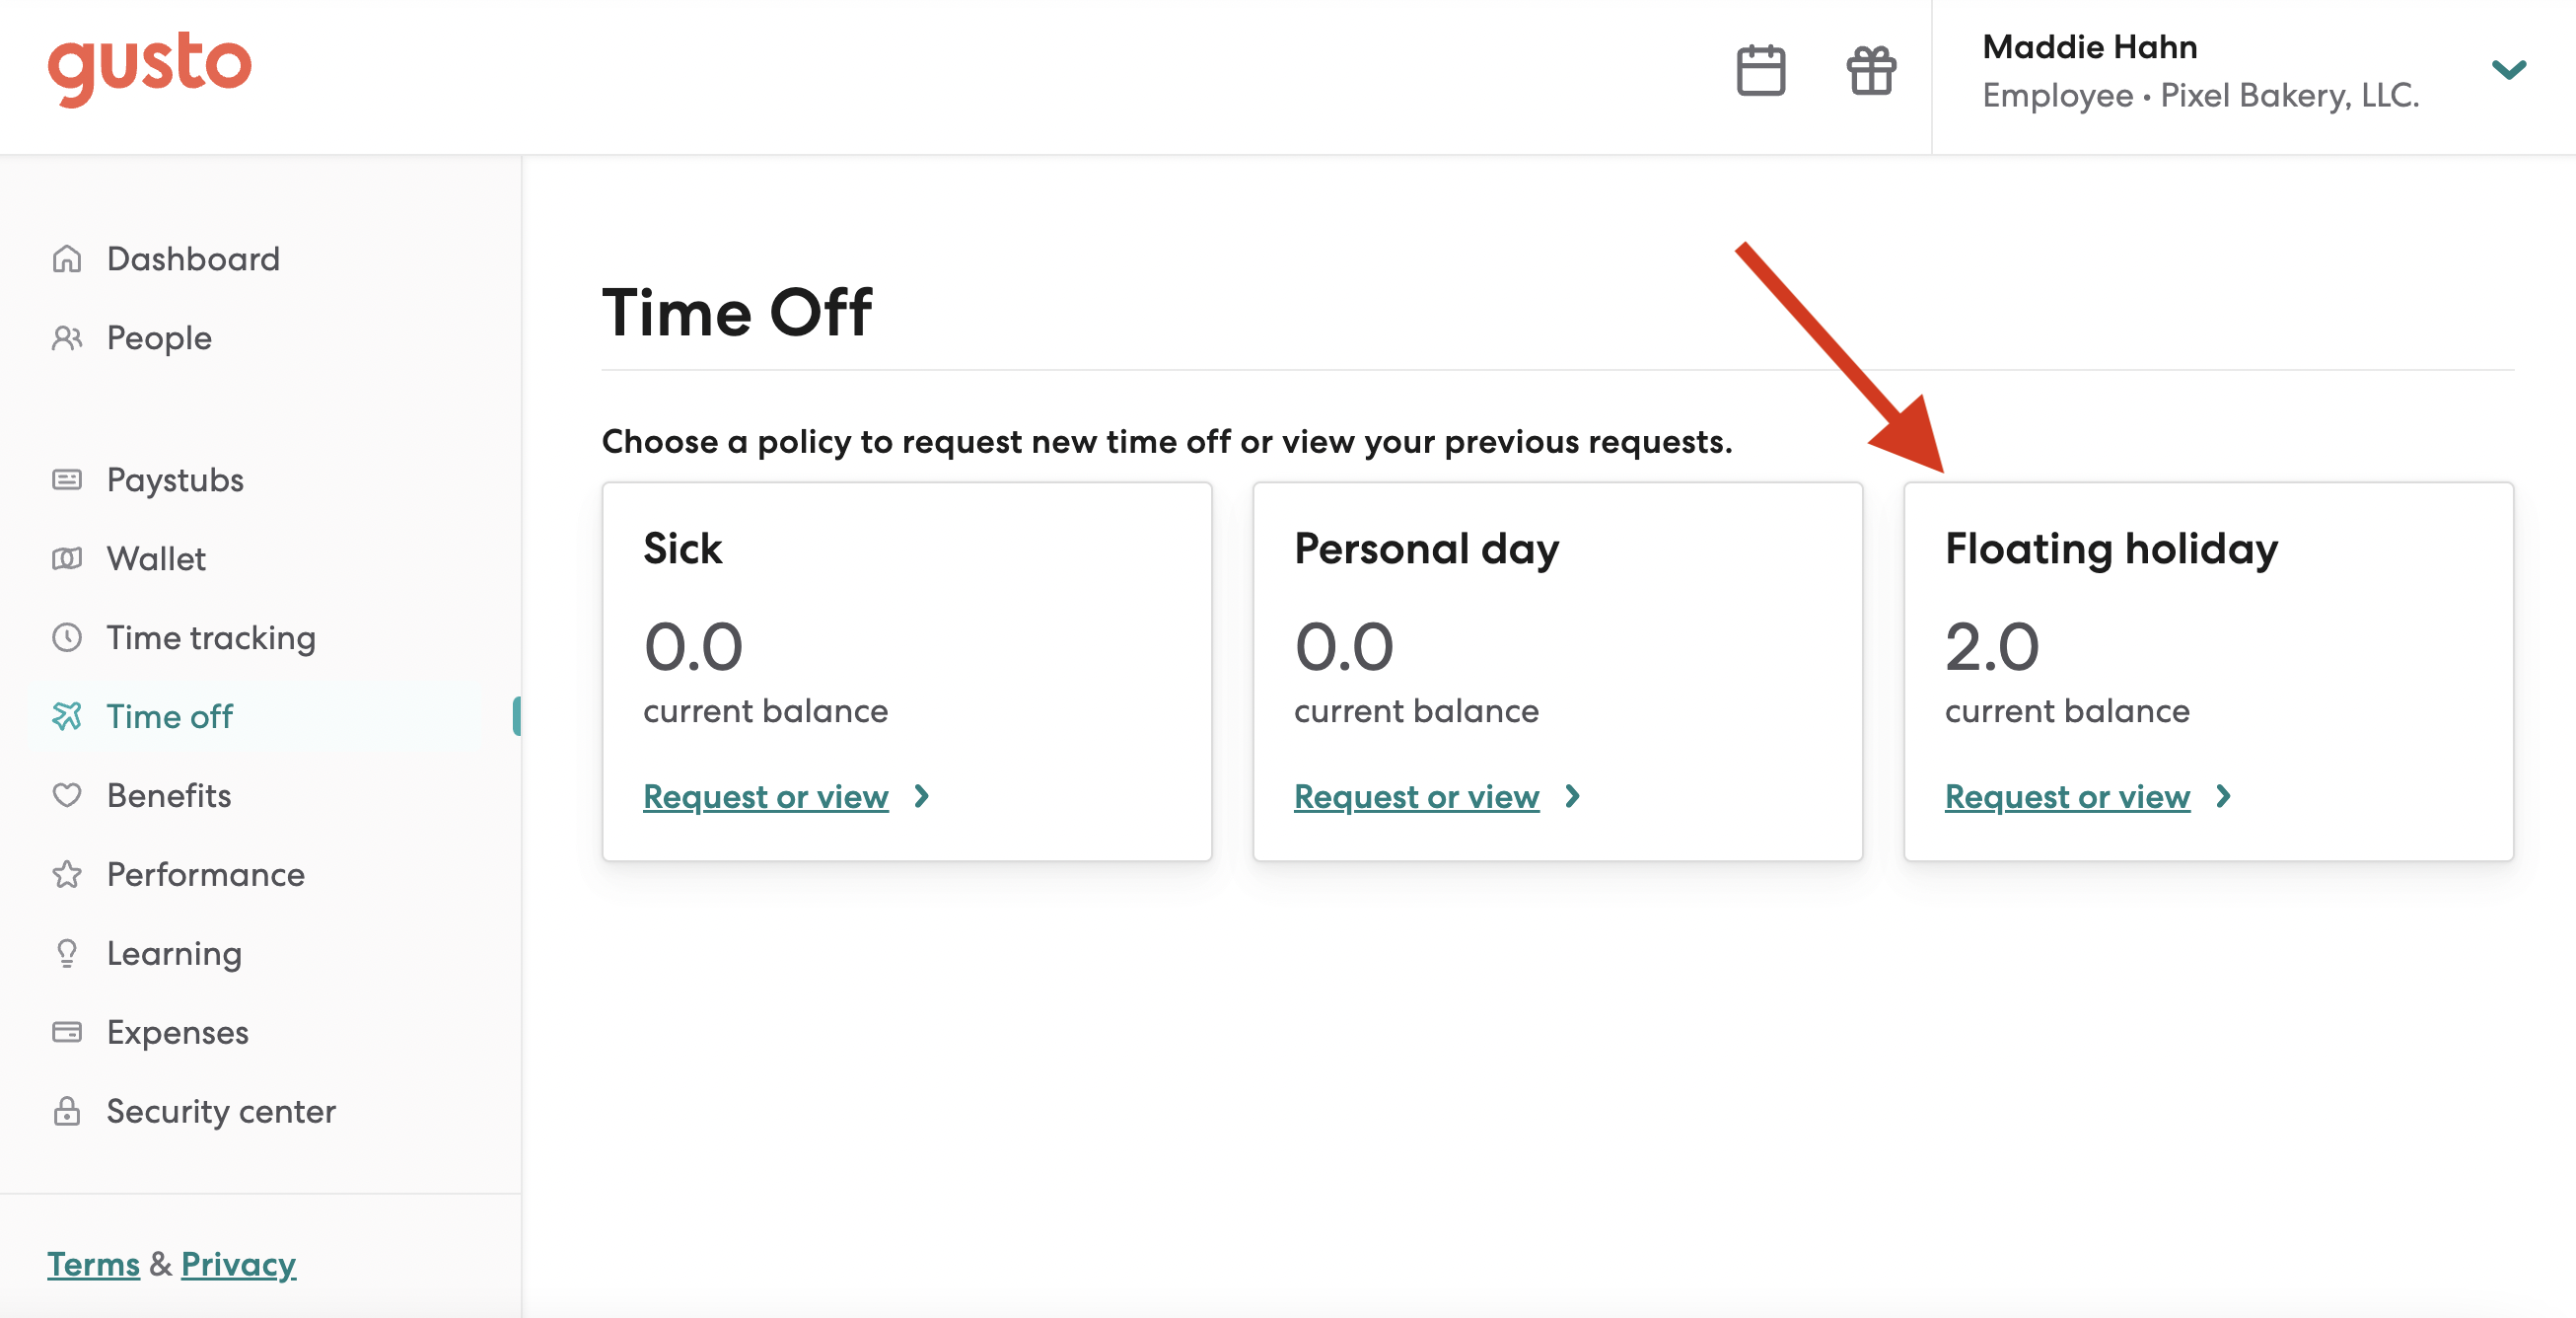 gusto
Maddie Hahn
Employee • Pixel Bakery, LLC.
Dashboard
People
Paystubs
Wallet
Time tracking
Time off
Benefits
Performance
Learning
Expenses
Security center
Terms & Privacy
Time Off
Choose a policy to request new time off or view your previous requests.
Sick
0.0
current balance
Request or view
Personal day
0.0
current balance
Request or view
Floating holiday
2.0
current balance
Request or view